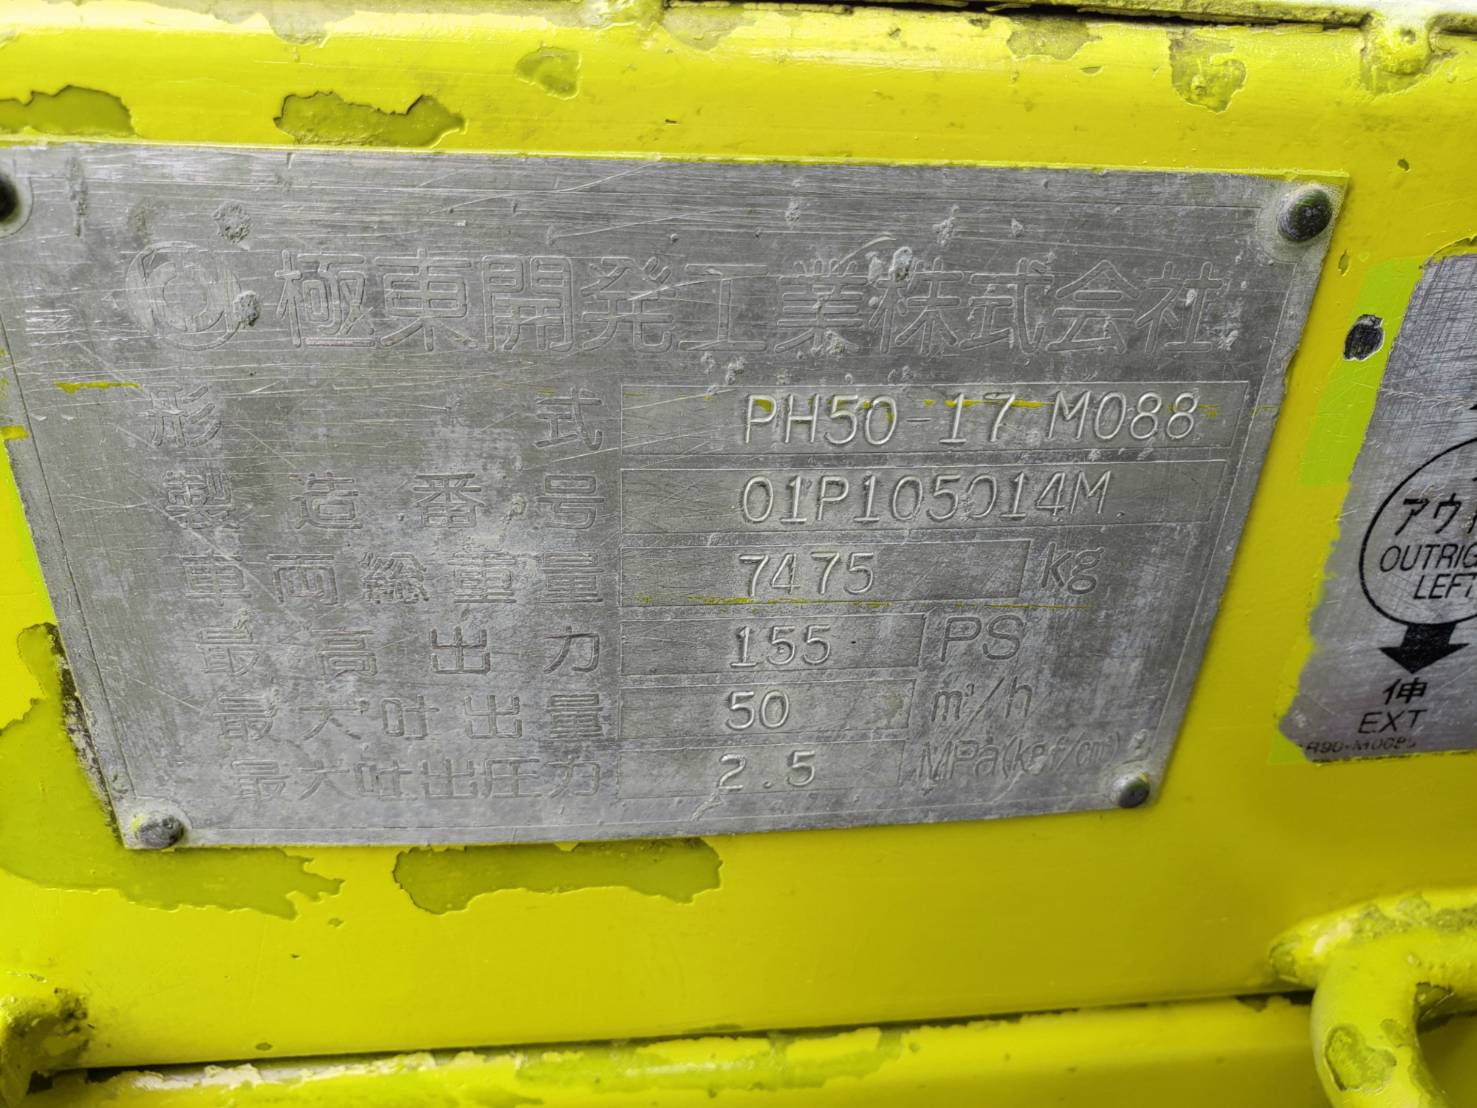 極東開発工業株式会社
形式 PH50-17 M088
製造番号 01P105014M
車両総重量 7475 kg
最高出力 155 PS
最大吐出量 50 m³/h
最大吐出圧力 2.5 MPa(kgf/cm²)
アウ
OUTRIG
LEFT
伸
EXT